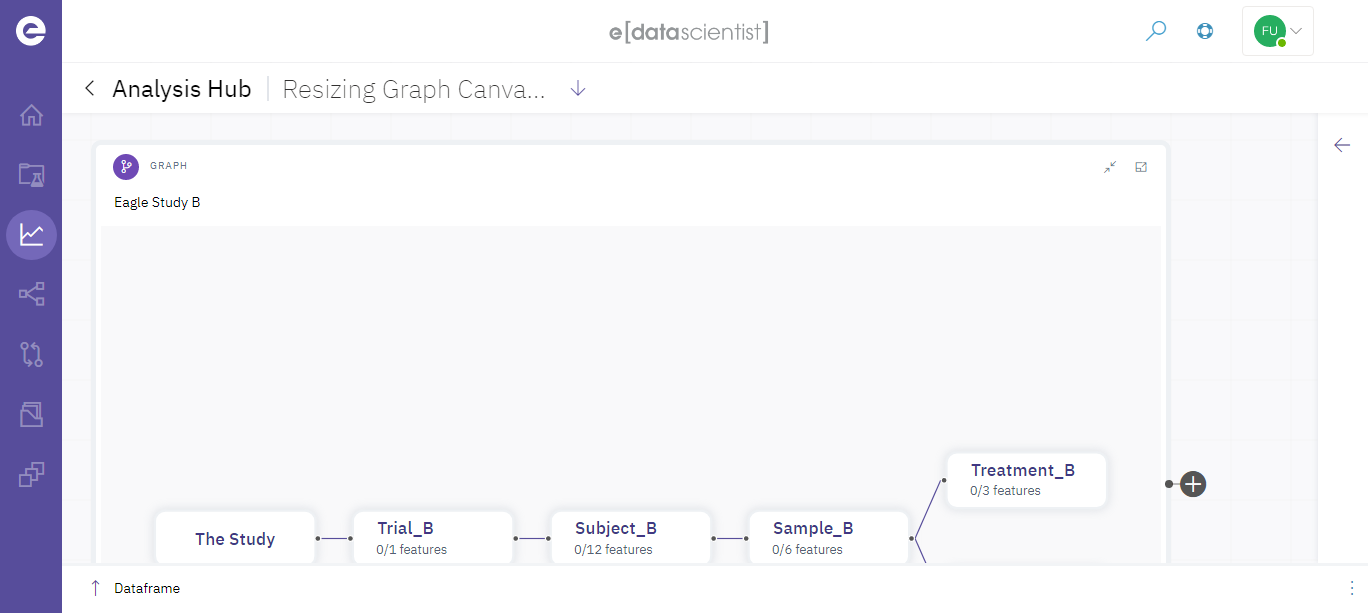 e[datascientist]
FU
Analysis Hub
Resizing Graph Canva...
GRAPH
Eagle Study B
Treatment_B
0/3 features
The Study
Trial_B
0/1 features
Subject_B
0/12 features
Sample_B
0/6 features
Dataframe